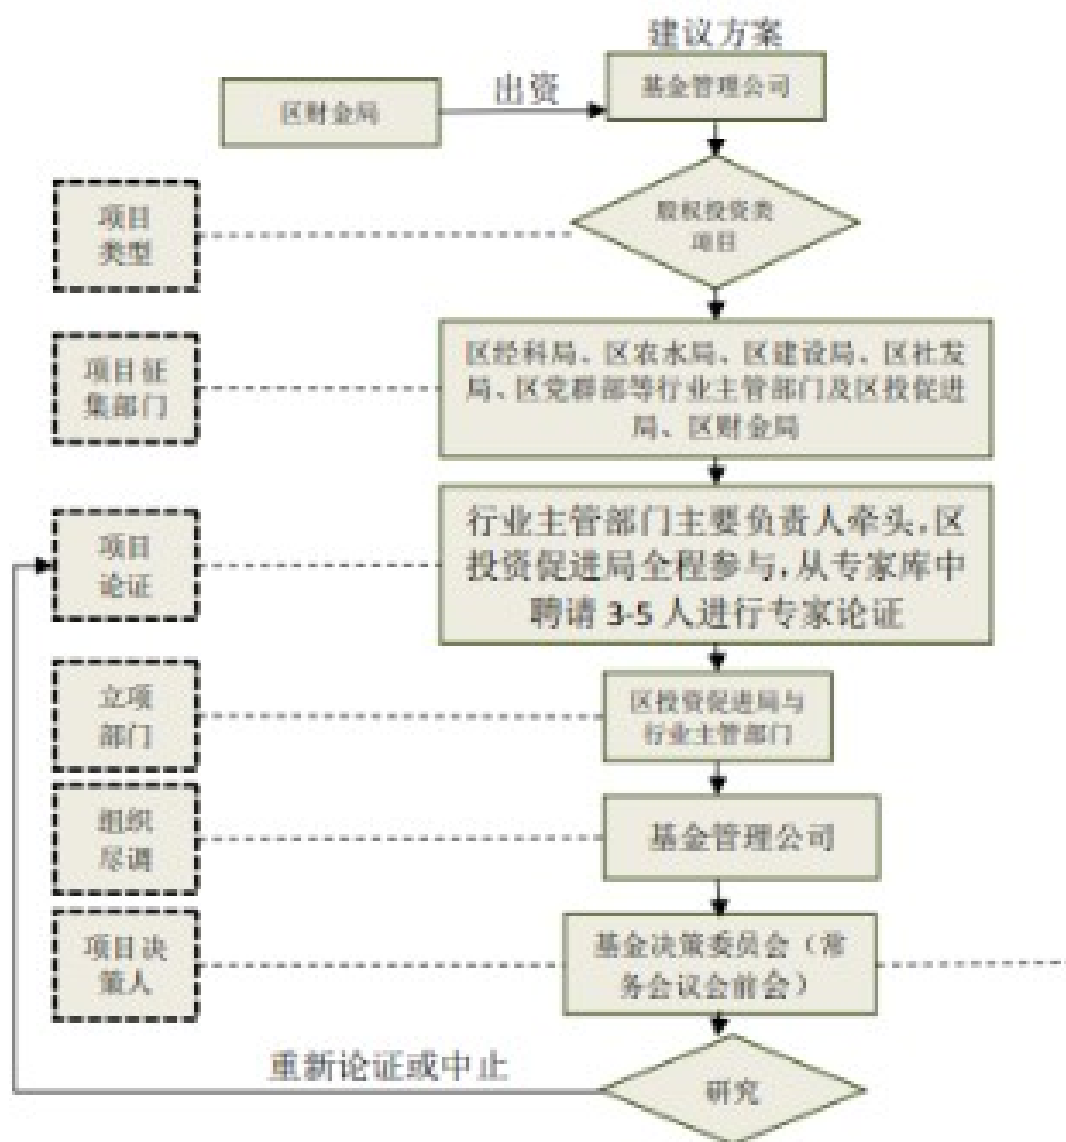 建议方案
区财金局
出资
基金管理公司
项目
类型
股权投资类
项目
项目征
集部门
区经科局、区农水局、区建设局、区社发
局、区党群部等行业主管部门及区投促进
局、区财金局
项目
论证
行业主管部门主要负责人牵头,区
投资促进局全程参与,从专家库中
聘请 3-5 人进行专家论证
立项
部门
区投资促进局与
行业主管部门
组织
尽调
基金管理公司
项目决
策人
基金决策委员会(常
务会议会前会)
重新论证或中止
研究